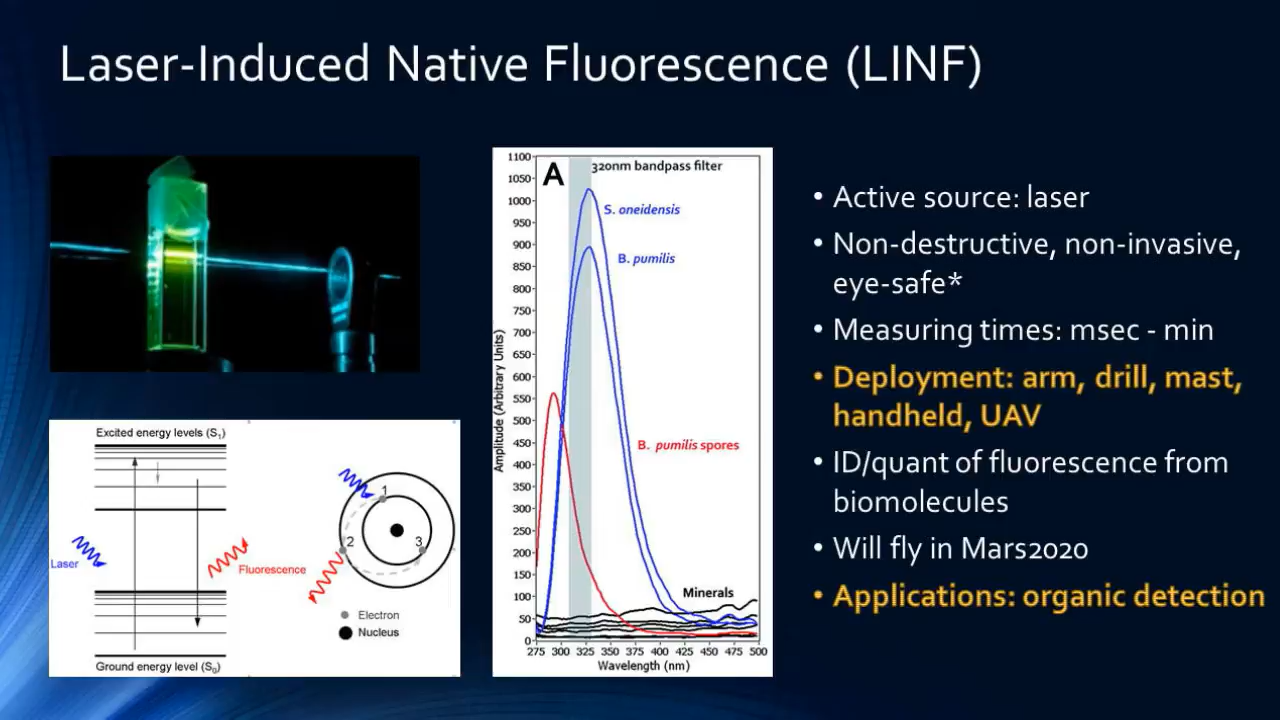 Laser-Induced Native Fluorescence (LINF)
Excited energy levels (S1)
Laser
Fluorescence
Ground energy level (S0)
1
2
3
Electron
Nucleus
A
320nm bandpass filter
S. oneidensis
B. pumilis
B. pumilis spores
Minerals
Amplitude (Arbitrary Units)
1100
1050
1000
950
900
850
800
750
700
650
600
550
500
450
400
350
300
250
200
150
100
50
0
275 300 325 350 375 400 425 450 475 500
Wavelength (nm)
• Active source: laser
• Non-destructive, non-invasive,
eye-safe*
• Measuring times: msec - min
• Deployment: arm, drill, mast,
handheld, UAV
• ID/quant of fluorescence from
biomolecules
• Will fly in Mars2020
• Applications: organic detection